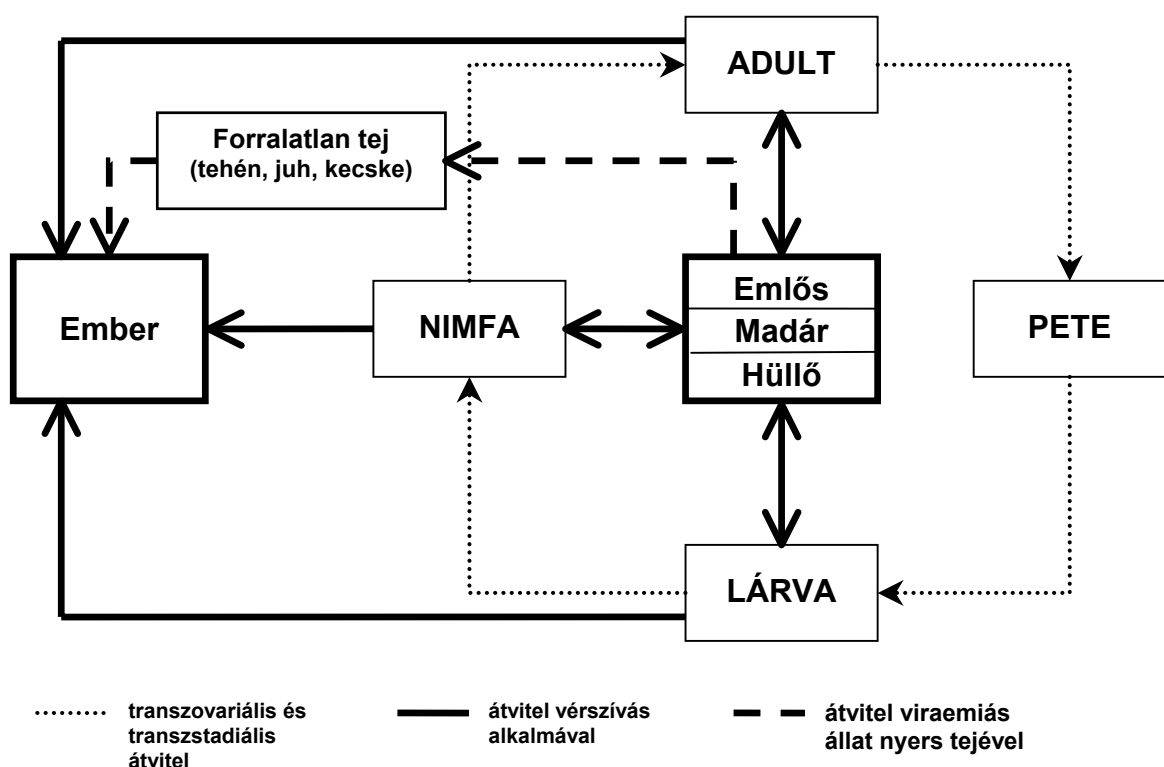 ADULT
Forralatlan tej
(tehén, juh, kecske)
Ember
NIMFA
Emlős
Madár
Hüllő
PETE
LÁRVA
transzovariális és
transzstadiális
átvitel
átvitel vérszívás
alkalmával
átvitel viraemiás
állat nyers tejével